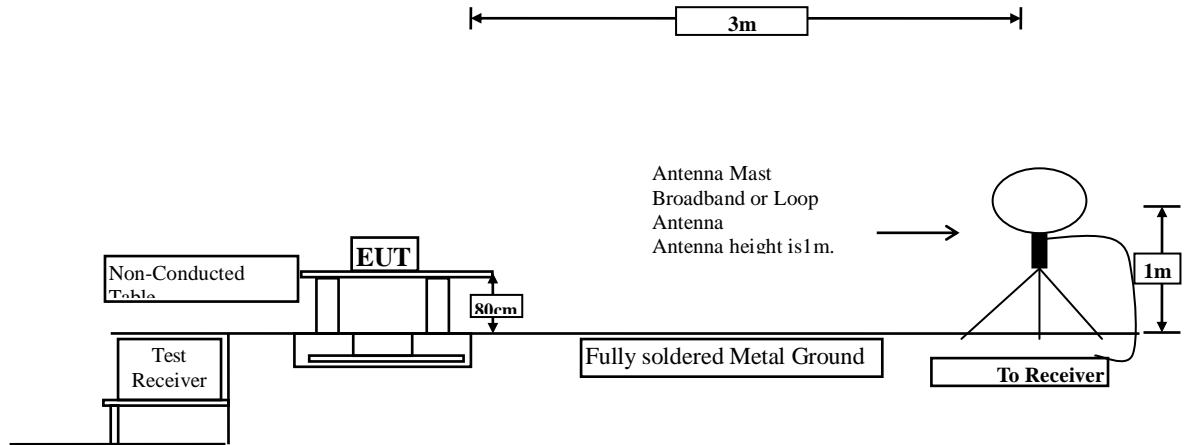 3m
Antenna Mast
Broadband or Loop
Antenna
Antenna height is1m.
EUT
Non-Conducted
Table
80cm
1m
Test
Receiver
Fully soldered Metal Ground
To Receiver